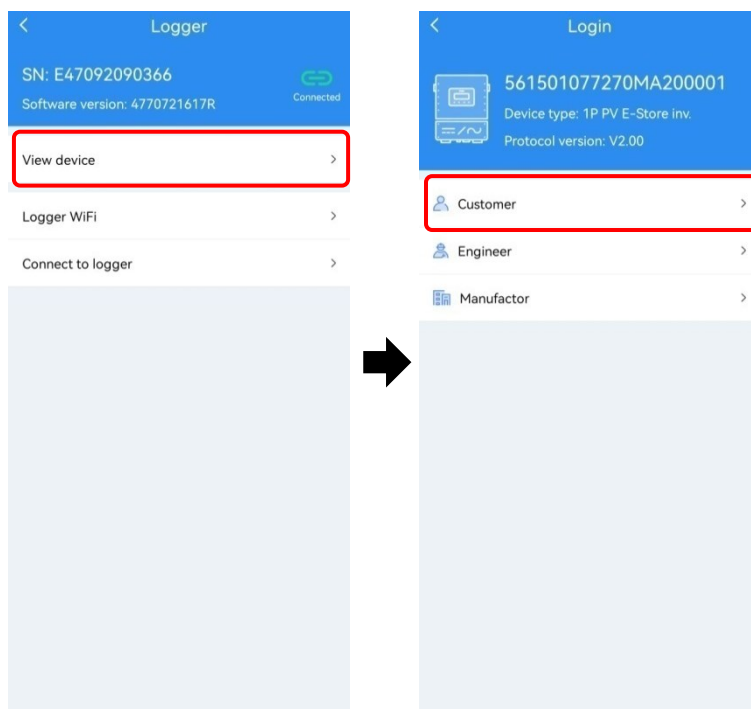 Logger
SN: E47092090366
Software version: 4770721617R
Connected
View device
Logger WiFi
Connect to logger
Login
561501077270MA200001
Device type: 1P PV E-Store inv.
Protocol version: V2.00
Customer
Engineer
Manufactor